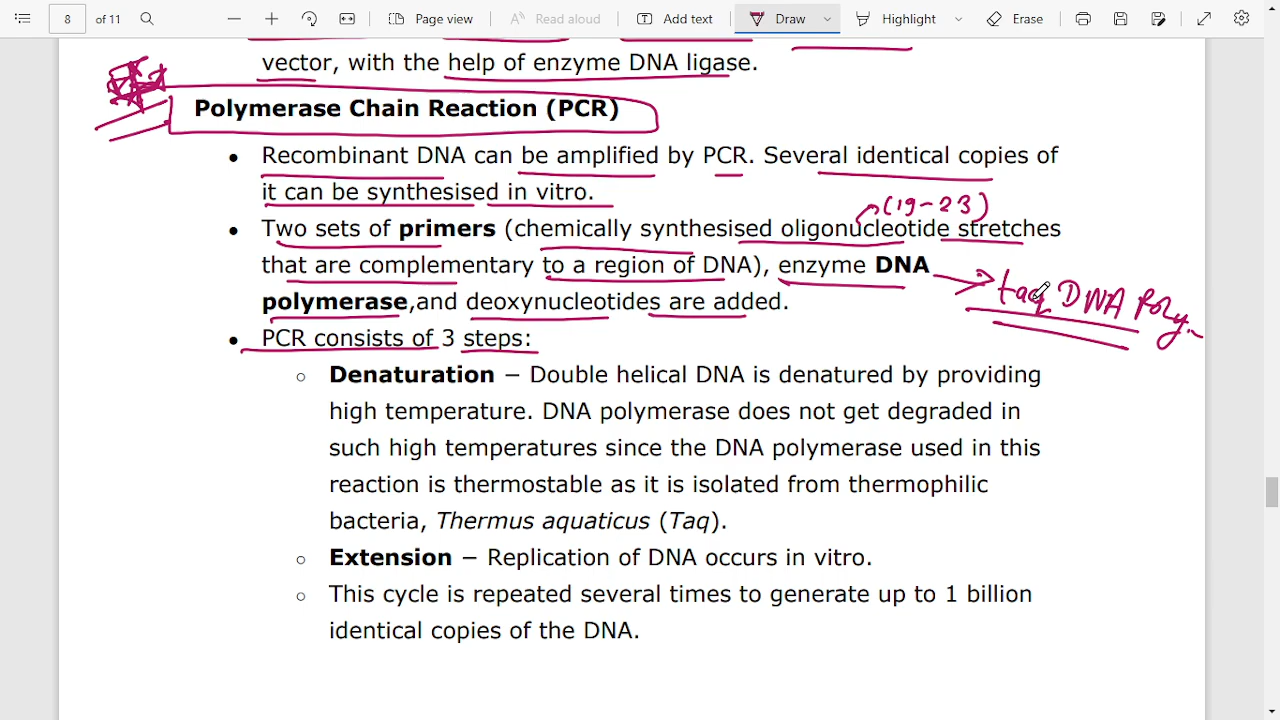 8 of 11 Page view Read aloud Add text Draw Highlight Erase
vector, with the help of enzyme DNA ligase.
Polymerase Chain Reaction (PCR)
• Recombinant DNA can be amplified by PCR. Several identical copies of
it can be synthesised in vitro.
(19-23)
• Two sets of primers (chemically synthesised oligonucleotide stretches
that are complementary to a region of DNA), enzyme DNA
taq DNA Poly.
polymerase,and deoxynucleotides are added.
• PCR consists of 3 steps:
○ Denaturation − Double helical DNA is denatured by providing
high temperature. DNA polymerase does not get degraded in
such high temperatures since the DNA polymerase used in this
reaction is thermostable as it is isolated from thermophilic
bacteria, Thermus aquaticus (Taq).
○ Extension − Replication of DNA occurs in vitro.
○ This cycle is repeated several times to generate up to 1 billion
identical copies of the DNA.